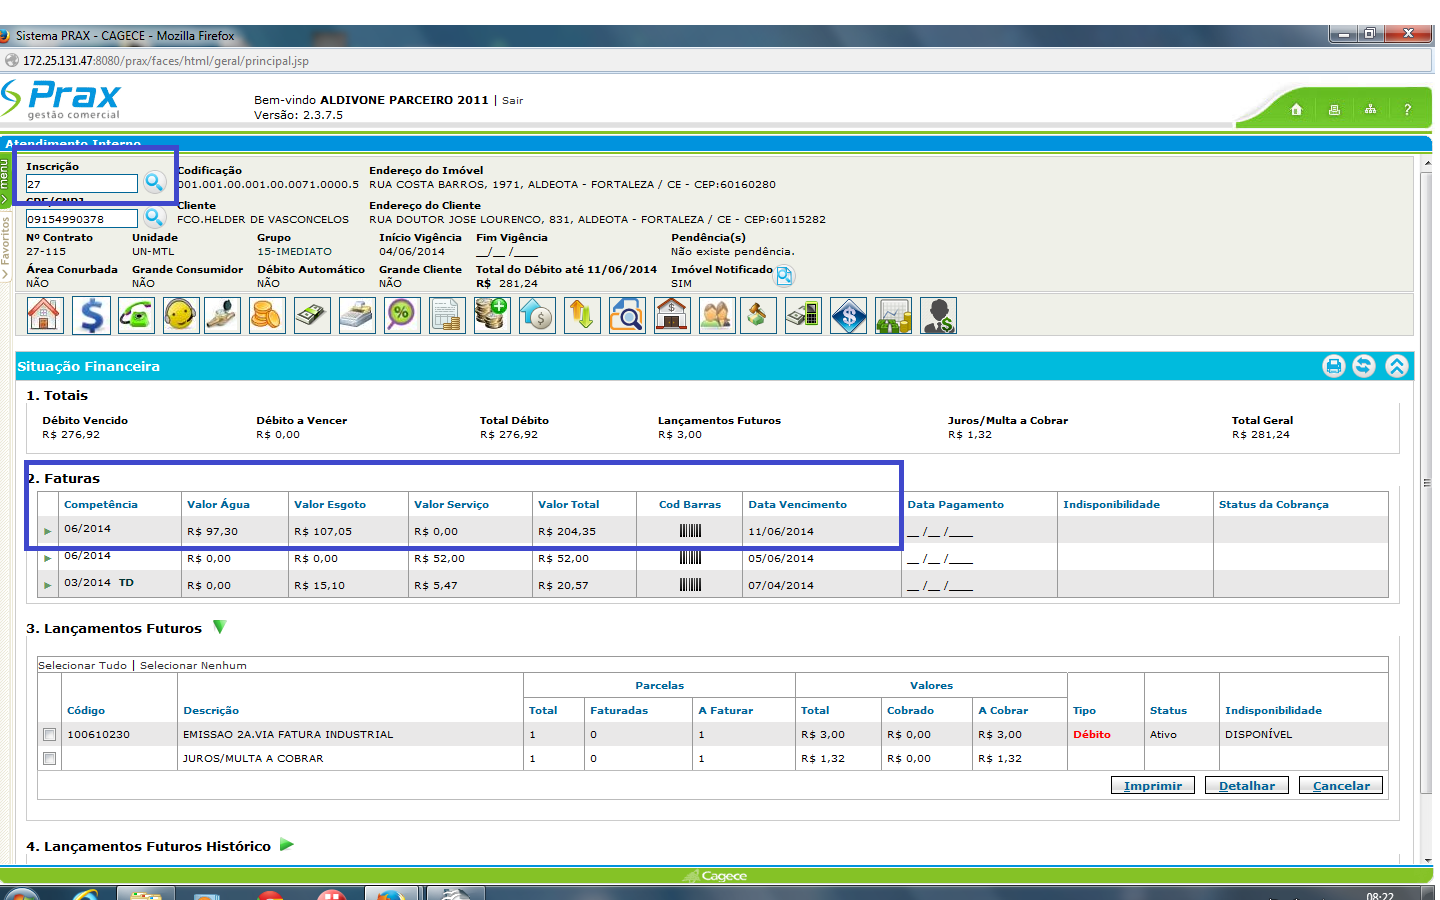 Sistema PRAX - CAGECE - Mozilla Firefox
172.25.131.47:8080/prax/faces/html/geral/principal.jsp
Prax
gestão comercial
Bem-vindo ALDIVONE PARCEIRO 2011 | Sair
Versão: 2.3.7.5
?
Atendimento Interno
menu
Favoritos
Inscrição Codificação Endereço do Imóvel
27 001.001.00.001.00.0071.0000.5 RUA COSTA BARROS, 1971, ALDEOTA - FORTALEZA / CE - CEP:60160280
CPF/CNPJ Cliente Endereço do Cliente
09154990378 FCO.HELDER DE VASCONCELOS RUA DOUTOR JOSE LOURENCO, 831, ALDEOTA - FORTALEZA / CE - CEP:60115282
Nº Contrato Unidade Grupo Início Vigência Fim Vigência Pendência(s)
27-115 UN-MTL 15-IMEDIATO 04/06/2014 __/__/____ Não existe pendência.
Área Conurbada Grande Consumidor Débito Automático Grande Cliente Total do Débito até 11/06/2014 Imóvel Notificado
NÃO NÃO NÃO NÃO R$ 281,24 SIM
Situação Financeira
1. Totais
Débito Vencido Débito a Vencer Total Débito Lançamentos Futuros Juros/Multa a Cobrar Total Geral
R$ 276,92 R$ 0,00 R$ 276,92 R$ 3,00 R$ 1,32 R$ 281,24
2. Faturas
Competência Valor Água Valor Esgoto Valor Serviço Valor Total Cod Barras Data Vencimento Data Pagamento Indisponibilidade Status da Cobrança
06/2014 R$ 97,30 R$ 107,05 R$ 0,00 R$ 204,35 11/06/2014 __/__/____
06/2014 R$ 0,00 R$ 0,00 R$ 52,00 R$ 52,00 05/06/2014 __/__/____
03/2014 TD R$ 0,00 R$ 15,10 R$ 5,47 R$ 20,57 07/04/2014 __/__/____
3. Lançamentos Futuros
Selecionar Tudo | Selecionar Nenhum
Parcelas Valores
Código Descrição Total Faturadas A Faturar Total Cobrado A Cobrar Tipo Status Indisponibilidade
100610230 EMISSAO 2A.VIA FATURA INDUSTRIAL 1 0 1 R$ 3,00 R$ 0,00 R$ 3,00 Débito Ativo DISPONÍVEL
JUROS/MULTA A COBRAR 1 0 1 R$ 1,32 R$ 0,00 R$ 1,32
Imprimir Detalhar Cancelar
4. Lançamentos Futuros Histórico
Cagece
08:22